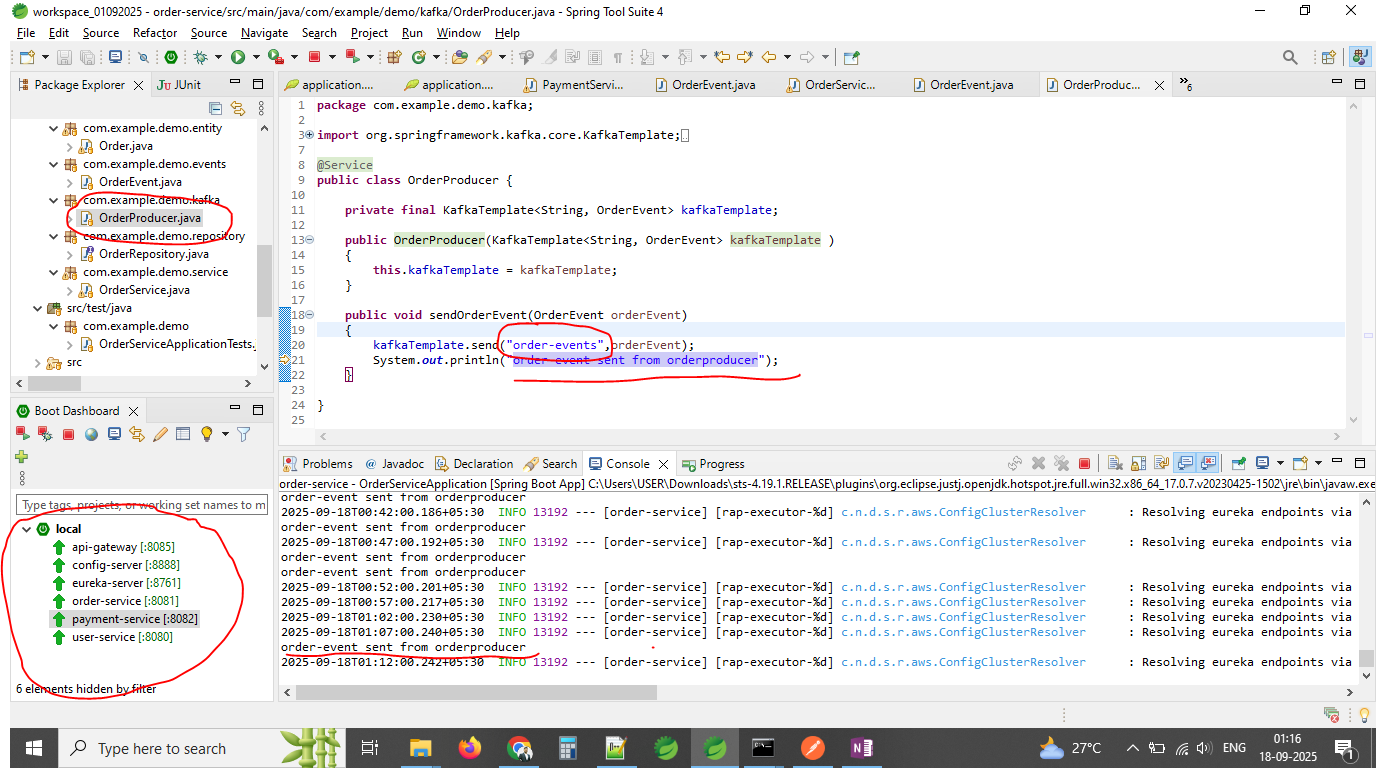 workspace_01092025 - order-service/src/main/java/com/example/demo/kafka/OrderProducer.java - Spring Tool Suite 4
File Edit Source Refactor Source Navigate Search Project Run Window Help
Package Explorer
JUnit
com.example.demo.entity
Order.java
com.example.demo.events
OrderEvent.java
com.example.demo.kafka
OrderProducer.java
com.example.demo.repository
OrderRepository.java
com.example.demo.service
OrderService.java
src/test/java
com.example.demo
OrderServiceApplicationTests.
src
application....
application....
PaymentServi...
OrderEvent.java
OrderServic...
OrderEvent.java
OrderProduc...
»6
1 package com.example.demo.kafka;
2
3 import org.springframework.kafka.core.KafkaTemplate;
7
8 @Service
9 public class OrderProducer {
10
11 private final KafkaTemplate<String, OrderEvent> kafkaTemplate;
12
13 public OrderProducer(KafkaTemplate<String, OrderEvent> kafkaTemplate )
14 {
15 this.kafkaTemplate = kafkaTemplate;
16 }
17
18 public void sendOrderEvent(OrderEvent orderEvent)
19 {
20 kafkaTemplate.send("order-events",orderEvent);
21 System.out.println("order-event sent from orderproducer");
22 }
23
24 }
25
Boot Dashboard
Type tags, projects, or working set names to m
local
api-gateway [:8085]
config-server [:8888]
eureka-server [:8761]
order-service [:8081]
payment-service [:8082]
user-service [:8080]
6 elements hidden by filter
Problems
@ Javadoc
Declaration
Search
Console
Progress
order-service - OrderServiceApplication [Spring Boot App] C:\Users\USER\Downloads\sts-4.19.1.RELEASE\plugins\org.eclipse.justj.openjdk.hotspot.jre.full.win32.x86_64_17.0.7.v20230425-1502\jre\bin\javaw.exe
order-event sent from orderproducer
2025-09-18T00:42:00.186+05:30 INFO 13192 --- [order-service] [rap-executor-%d] c.n.d.s.r.aws.ConfigClusterResolver : Resolving eureka endpoints via
order-event sent from orderproducer
2025-09-18T00:47:00.192+05:30 INFO 13192 --- [order-service] [rap-executor-%d] c.n.d.s.r.aws.ConfigClusterResolver : Resolving eureka endpoints via
order-event sent from orderproducer
order-event sent from orderproducer
2025-09-18T00:52:00.201+05:30 INFO 13192 --- [order-service] [rap-executor-%d] c.n.d.s.r.aws.ConfigClusterResolver : Resolving eureka endpoints via
2025-09-18T00:57:00.217+05:30 INFO 13192 --- [order-service] [rap-executor-%d] c.n.d.s.r.aws.ConfigClusterResolver : Resolving eureka endpoints via
2025-09-18T01:02:00.230+05:30 INFO 13192 --- [order-service] [rap-executor-%d] c.n.d.s.r.aws.ConfigClusterResolver : Resolving eureka endpoints via
2025-09-18T01:07:00.240+05:30 INFO 13192 --- [order-service] [rap-executor-%d] c.n.d.s.r.aws.ConfigClusterResolver : Resolving eureka endpoints via
order-event sent from orderproducer
2025-09-18T01:12:00.242+05:30 INFO 13192 --- [order-service] [rap-executor-%d] c.n.d.s.r.aws.ConfigClusterResolver : Resolving eureka endpoints via
Type here to search
27°C
ENG
01:16
18-09-2025
1